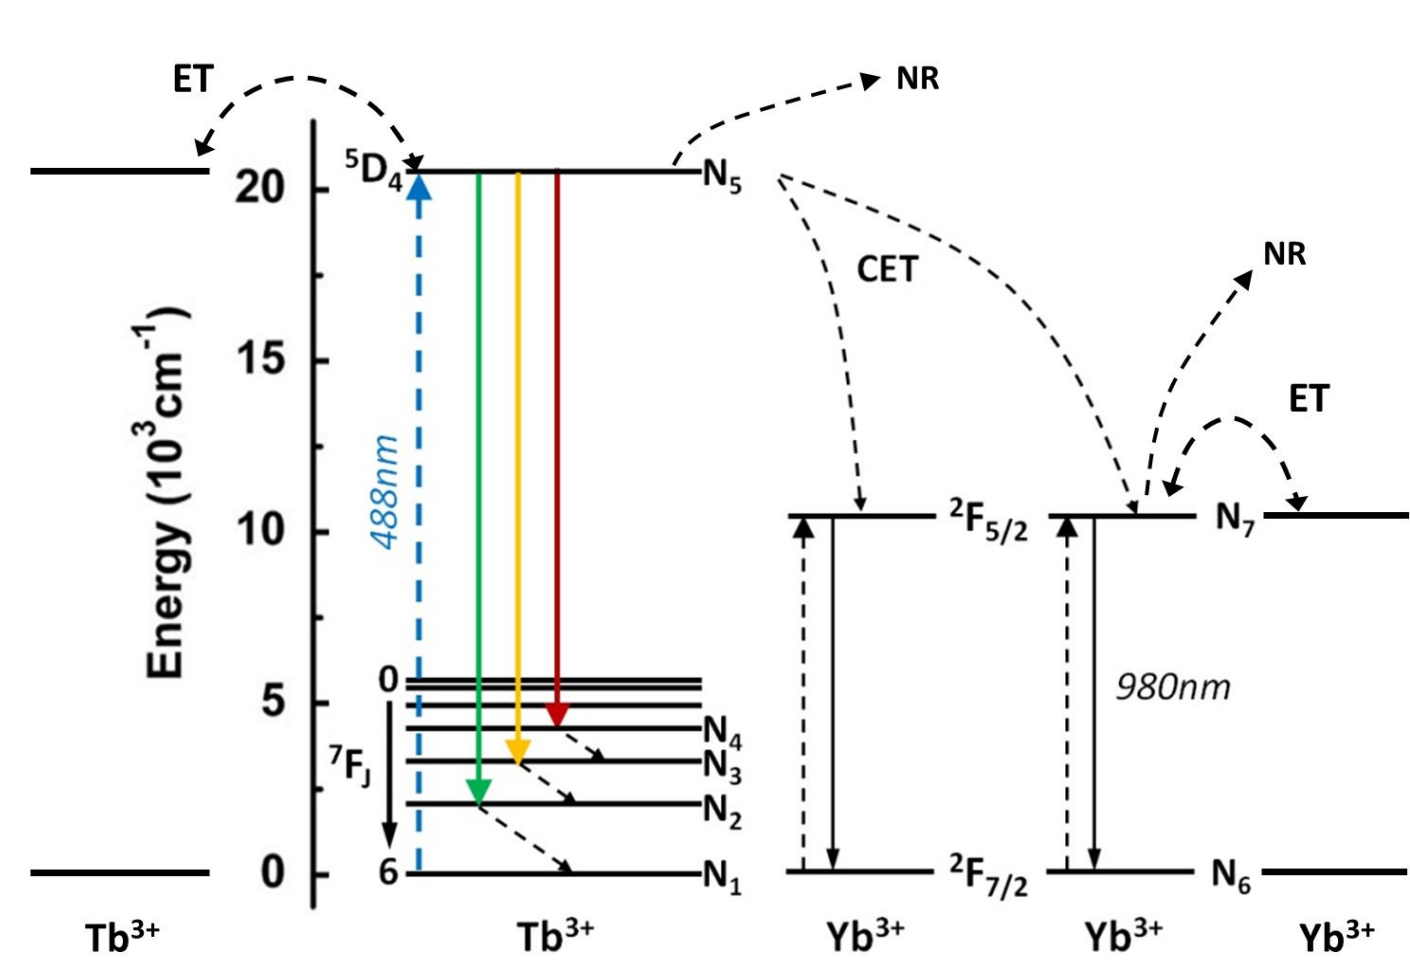 ET
NR
⁵D₄
N₅
20
CET
NR
15
Energy (10³cm⁻¹)
ET
488nm
10
²F₅/₂
N₇
0
5
N₄
980nm
⁷F_J
N₃
N₂
0
6
N₁
²F₇/₂
N₆
Tb³⁺
Tb³⁺
Yb³⁺
Yb³⁺
Yb³⁺